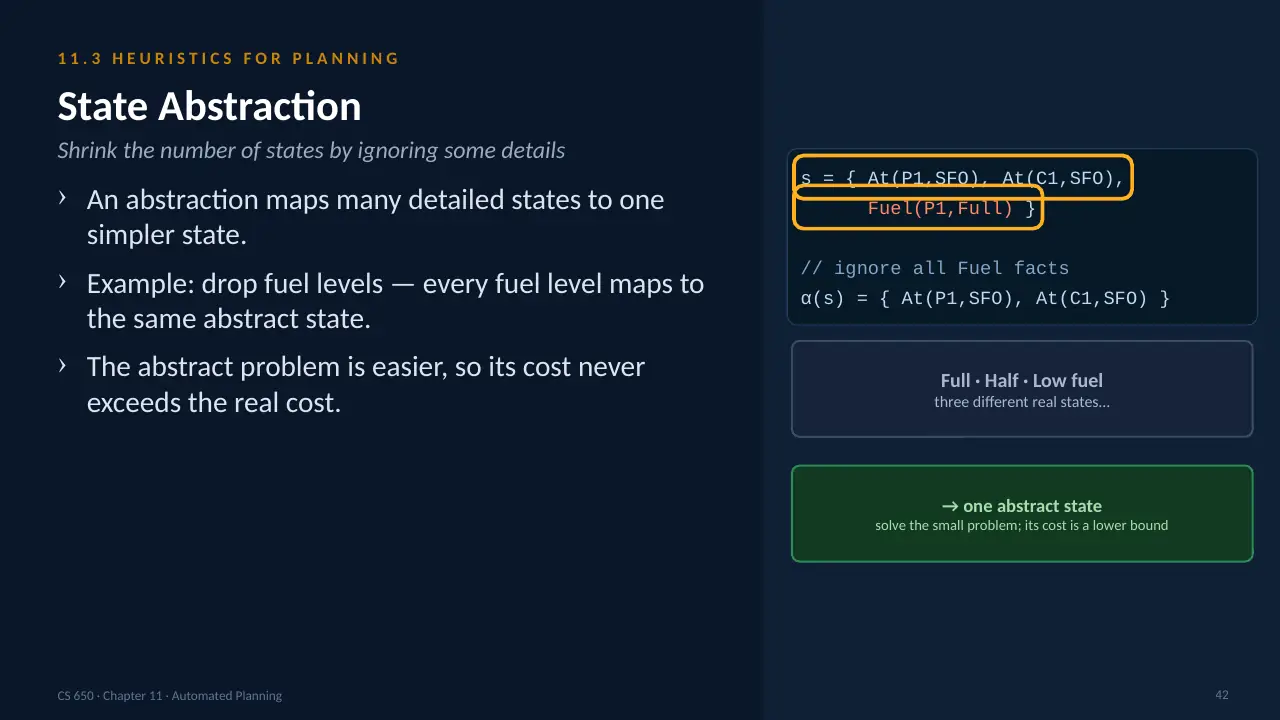 11.3 HEURISTICS FOR PLANNING
State Abstraction
Shrink the number of states by ignoring some details
› An abstraction maps many detailed states to one
simpler state.
› Example: drop fuel levels — every fuel level maps to
the same abstract state.
› The abstract problem is easier, so its cost never
exceeds the real cost.
s = { At(P1,SFO), At(C1,SFO),
Fuel(P1,Full) }
// ignore all Fuel facts
α(s) = { At(P1,SFO), At(C1,SFO) }
Full · Half · Low fuel
three different real states…
→ one abstract state
solve the small problem; its cost is a lower bound
CS 650 · Chapter 11 · Automated Planning
42